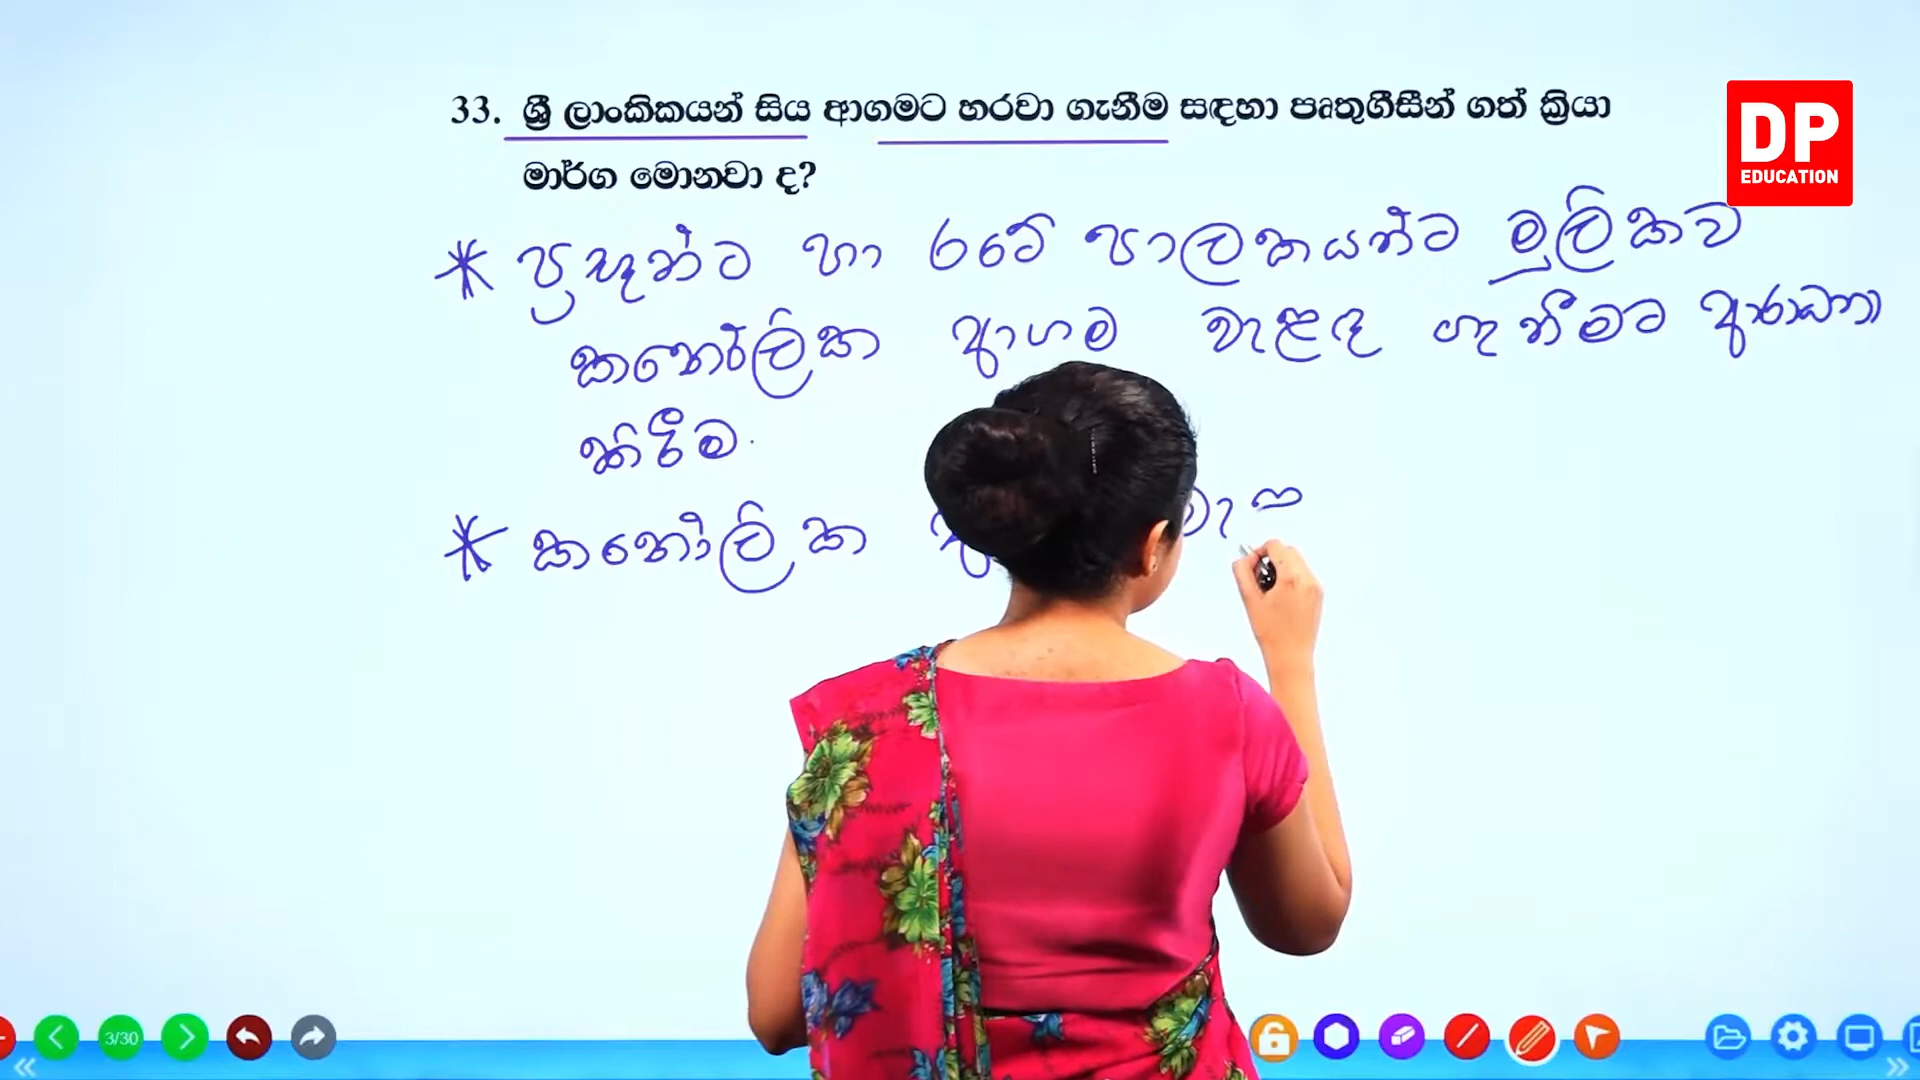 33. ශ්‍රී ලාංකිකයන් සිය ආගමට හරවා ගැනීම සඳහා පෘතුගීසීන් ගත් ක්‍රියා
මාර්ග මොනවා ද?
DP
EDUCATION
* ප්‍රභූන්ට හා රටේ පාලකයන්ට මූලිකව
කතෝලික ආගම වැළඳ ගැනීමට ආරාධනා
කිරීම.
* කතෝලික
3/30